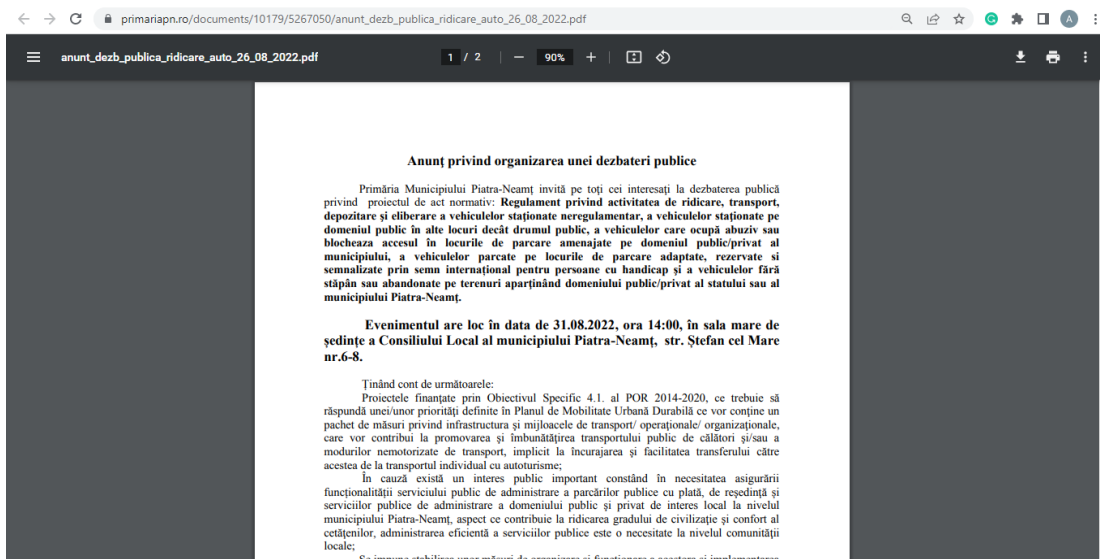 primariapn.ro/documents/10179/5267050/anunt_dezb_publica_ridicare_auto_26_08_2022.pdf
A
anunt_dezb_publica_ridicare_auto_26_08_2022.pdf
1 / 2
90%
Anunț privind organizarea unei dezbateri publice
Primăria Municipiului Piatra-Neamț invită pe toți cei interesați la dezbaterea publică
privind proiectul de act normativ: Regulament privind activitatea de ridicare, transport,
depozitare și eliberare a vehiculelor staționate neregulamentar, a vehiculelor staționate pe
domeniul public în alte locuri decât drumul public, a vehiculelor care ocupă abuziv sau
blocheaza accesul în locurile de parcare amenajate pe domeniul public/privat al
municipiului, a vehiculelor parcate pe locurile de parcare adaptate, rezervate si
semnalizate prin semn internațional pentru persoane cu handicap și a vehiculelor fără
stăpân sau abandonate pe terenuri aparținând domeniului public/privat al statului sau al
municipiului Piatra-Neamț.
Evenimentul are loc în data de 31.08.2022, ora 14:00, în sala mare de
ședințe a Consiliului Local al municipiului Piatra-Neamț, str. Ștefan cel Mare
nr.6-8.
Ținând cont de următoarele:
Proiectele finanțate prin Obiectivul Specific 4.1. al POR 2014-2020, ce trebuie să
răspundă unei/unor priorități definite în Planul de Mobilitate Urbană Durabilă ce vor conține un
pachet de măsuri privind infrastructura și mijloacele de transport/ operaționale/ organizaționale,
care vor contribui la promovarea și îmbunătățirea transportului public de călători și/sau a
modurilor nemotorizate de transport, implicit la încurajarea și facilitatea transferului către
acestea de la transportul individual cu autoturisme;
În cauză există un interes public important constând în necesitatea asigurării
funcționalității serviciului public de administrare a parcărilor publice cu plată, de reședință și
serviciilor publice de administrare a domeniului public și privat de interes local la nivelul
municipiului Piatra-Neamț, aspect ce contribuie la ridicarea gradului de civilizație și confort al
cetățenilor, administrarea eficientă a serviciilor publice este o necesitate la nivelul comunității
locale;
Se impune stabilirea unor măsuri de organizare și funcționare a acestora și implementarea